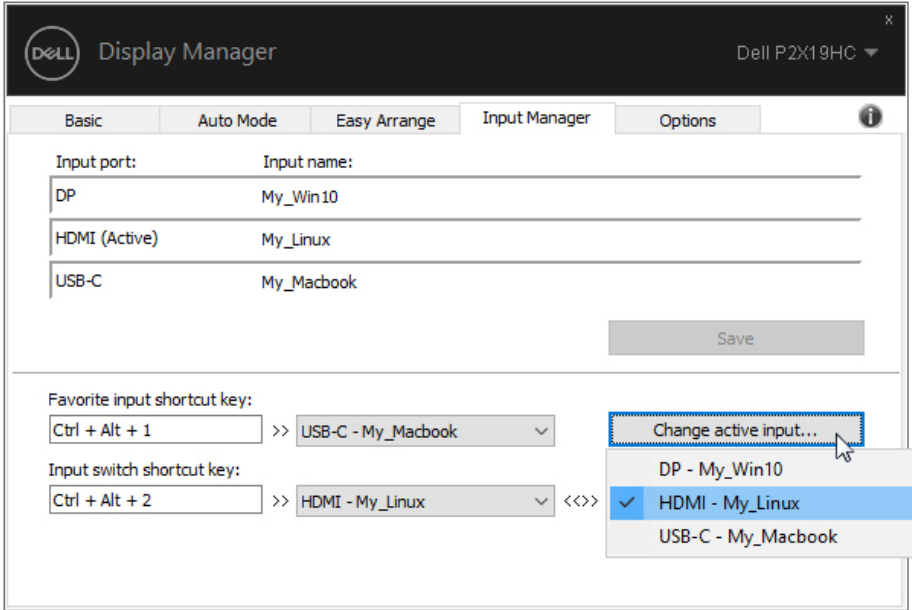 DELL Display Manager
x
Dell P2X19HC
Basic Auto Mode Easy Arrange Input Manager Options
Input port: Input name:
DP My_Win10
HDMI (Active) My_Linux
USB-C My_Macbook
Save
Favorite input shortcut key:
Ctrl + Alt + 1 >> USB-C - My_Macbook Change active input...
Input switch shortcut key:
Ctrl + Alt + 2 >> HDMI - My_Linux <<>>
DP - My_Win10
HDMI - My_Linux
USB-C - My_Macbook